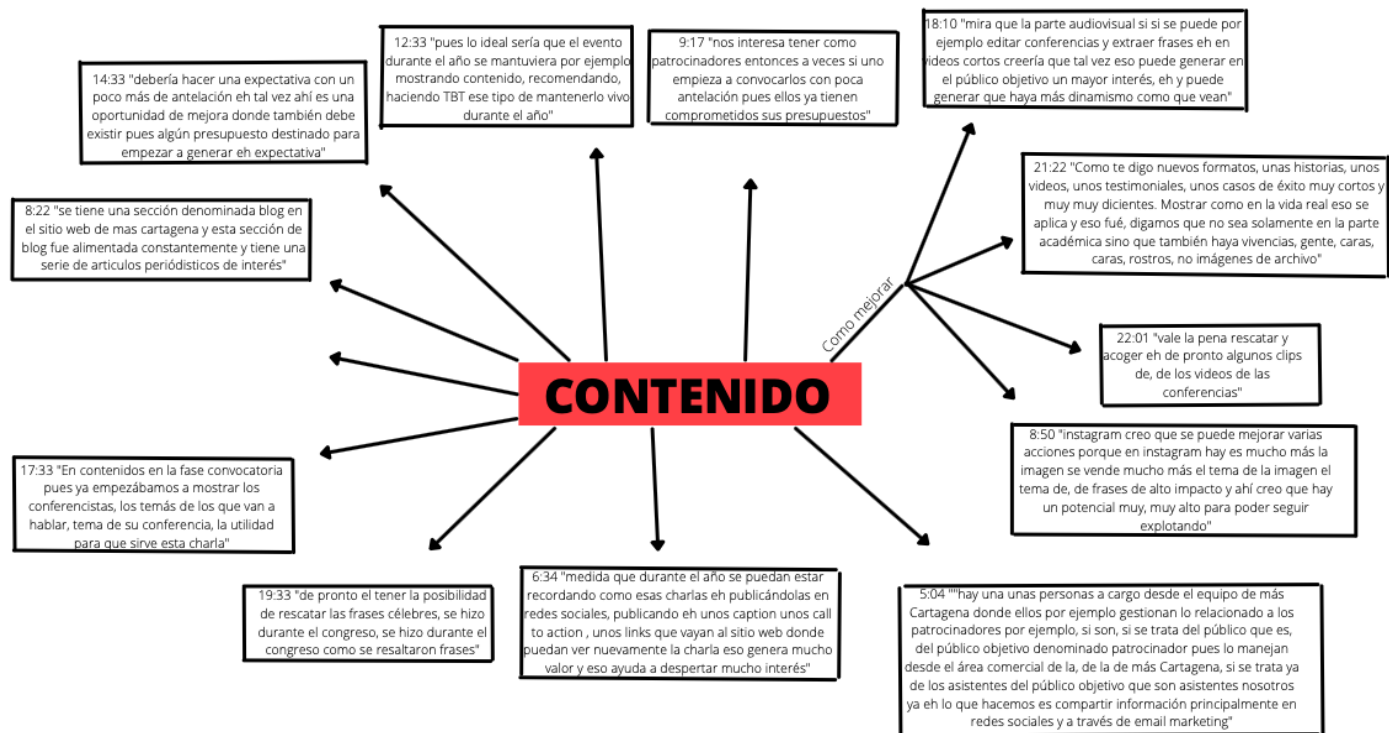 14:33 "debería hacer una expectativa con un
poco más de antelación eh tal vez ahí es una
oportunidad de mejora donde también debe
existir pues algún presupuesto destinado para
empezar a generar eh expectativa"
12:33 "pues lo ideal sería que el evento
durante el año se mantuviera por ejemplo
mostrando contenido, recomendando,
haciendo TBT ese tipo de mantenerlo vivo
durante el año"
9:17 "nos interesa tener como
patrocinadores entonces a veces si uno
empieza a convocarlos con poca
antelación pues ellos ya tienen
comprometidos sus presupuestos"
18:10 "mira que la parte audiovisual si si se puede por
ejemplo editar conferencias y extraer frases eh en
videos cortos creería que tal vez eso puede generar en
el público objetivo un mayor interés, eh y puede
generar que haya más dinamismo como que vean"
8:22 "se tiene una sección denominada blog en
el sitio web de mas cartagena y esta sección de
blog fue alimentada constantemente y tiene una
serie de articulos periódisticos de interés"
21:22 "Como te digo nuevos formatos, unas historias, unos
videos, unos testimoniales, unos casos de éxito muy cortos y
muy muy dicientes. Mostrar como en la vida real eso se
aplica y eso fué, digamos que no sea solamente en la parte
académica sino que también haya vivencias, gente, caras,
caras, rostros, no imágenes de archivo"
Como mejorar
22:01 "vale la pena rescatar y
acoger eh de pronto algunos clips
de, de los videos de las
conferencias"
CONTENIDO
8:50 "instagram creo que se puede mejorar varias
acciones porque en instagram hay es mucho más la
imagen se vende mucho más el tema de la imagen el
tema de, de frases de alto impacto y ahí creo que hay
un potencial muy, muy alto para poder seguir
explotando"
17:33 "En contenidos en la fase convocatoria
pues ya empezábamos a mostrar los
conferencistas, los temás de los que van a
hablar, tema de su conferencia, la utilidad
para que sirve esta charla"
19:33 "de pronto el tener la posibilidad
de rescatar las frases célebres, se hizo
durante el congreso, se hizo durante el
congreso como se resaltaron frases"
6:34 "medida que durante el año se puedan estar
recordando como esas charlas eh publicándolas en
redes sociales, publicando eh unos caption unos call
to action , unos links que vayan al sitio web donde
puedan ver nuevamente la charla eso genera mucho
valor y eso ayuda a despertar mucho interés"
5:04 ""hay una unas personas a cargo desde el equipo de más
Cartagena donde ellos por ejemplo gestionan lo relacionado a los
patrocinadores por ejemplo, si son, si se trata del público que es,
del público objetivo denominado patrocinador pues lo manejan
desde el área comercial de la, de la de más Cartagena, si se trata ya
de los asistentes del público objetivo que son asistentes nosotros
ya eh lo que hacemos es compartir información principalmente en
redes sociales y a través de email marketing"